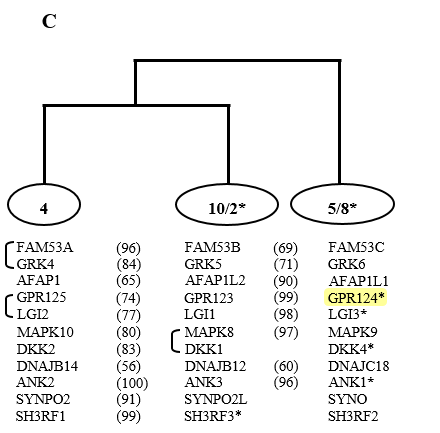 C
4 10/2* 5/8*
FAM53A (96) FAM53B (69) FAM53C
GRK4 (84) GRK5 (71) GRK6
AFAP1 (65) AFAP1L2 (90) AFAP1L1
GPR125 (74) GPR123 (99) GPR124*
LGI2 (77) LGI1 (98) LGI3*
MAPK10 (80) MAPK8 (97) MAPK9
DKK2 (83) DKK1 DKK4*
DNAJB14 (56) DNAJB12 (60) DNAJC18
ANK2 (100) ANK3 (96) ANK1*
SYNPO2 (91) SYNPO2L SYNO
SH3RF1 (99) SH3RF3* SH3RF2